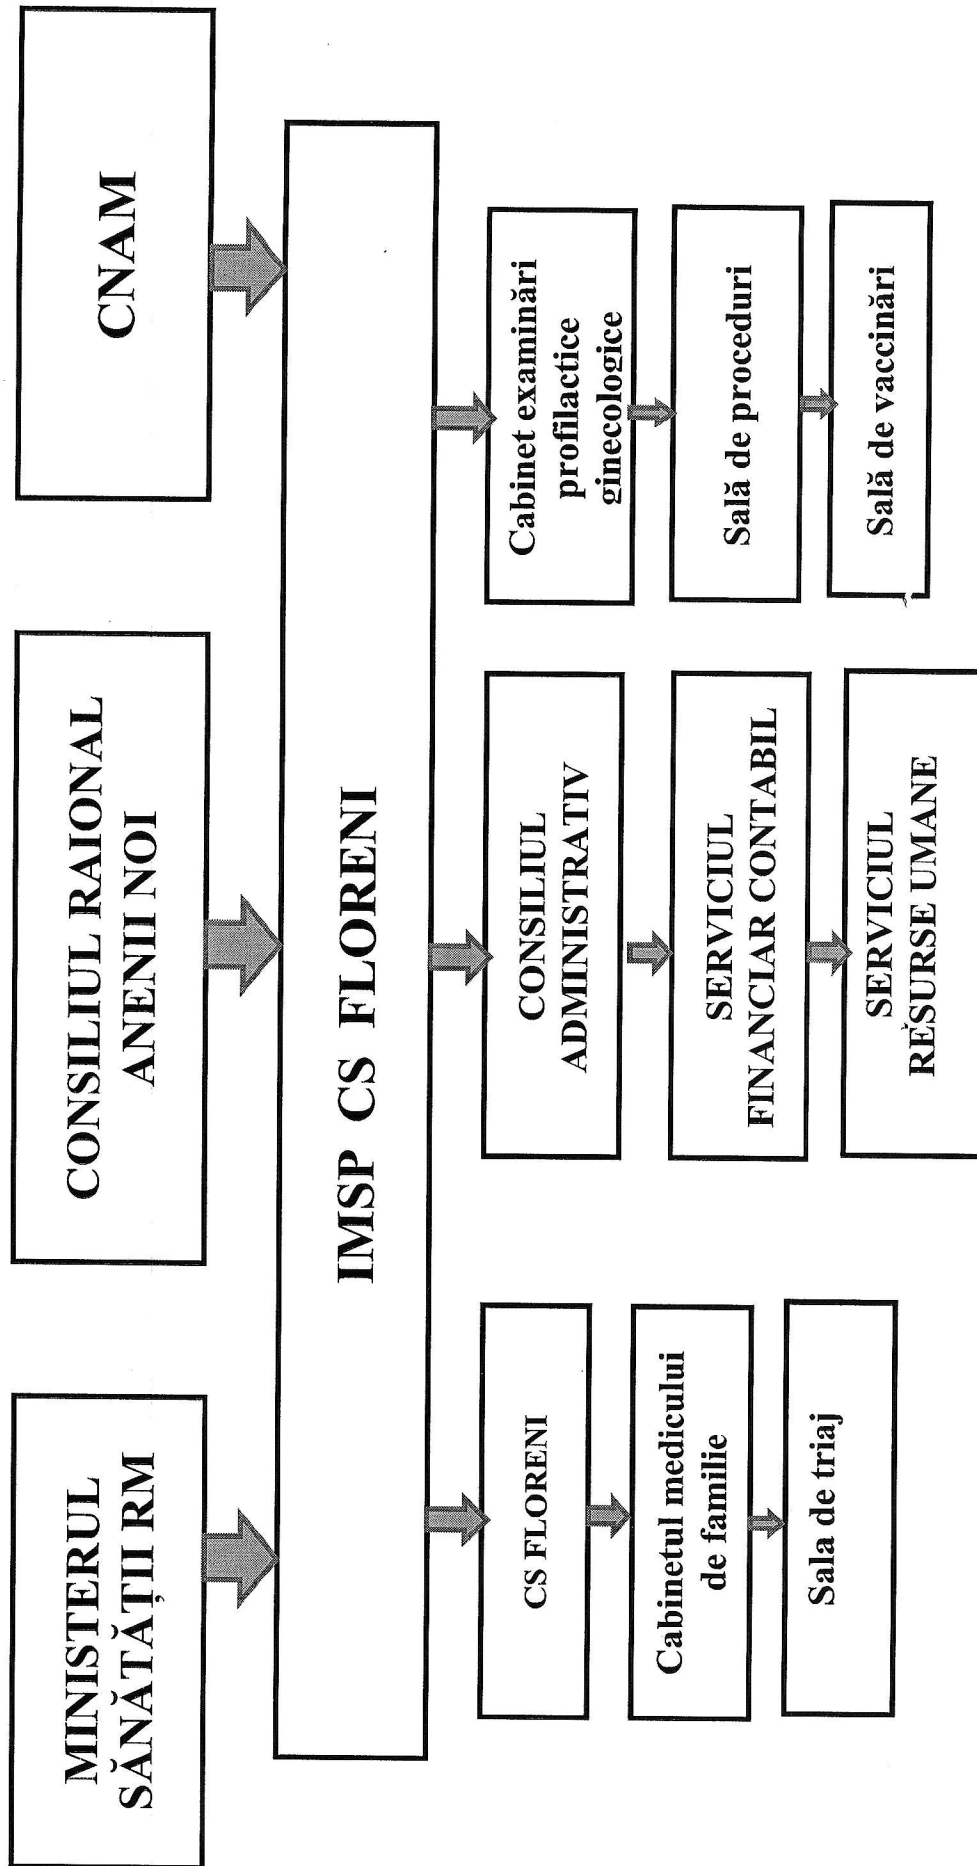 MINISTERUL
SĂNĂTĂȚII RM
CONSILIUL RAIONAL
ANENII NOI
CNAM
IMSP CS FLORENI
CS FLORENI
Cabinetul medicului
de familie
Sala de triaj
CONSILIUL
ADMINISTRATIV
SERVICIUL
FINANCIAR CONTABIL
SERVICIUL
RESURSE UMANE
Cabinet examinări
profilactice
ginecologice
Sală de proceduri
Sală de vaccinări